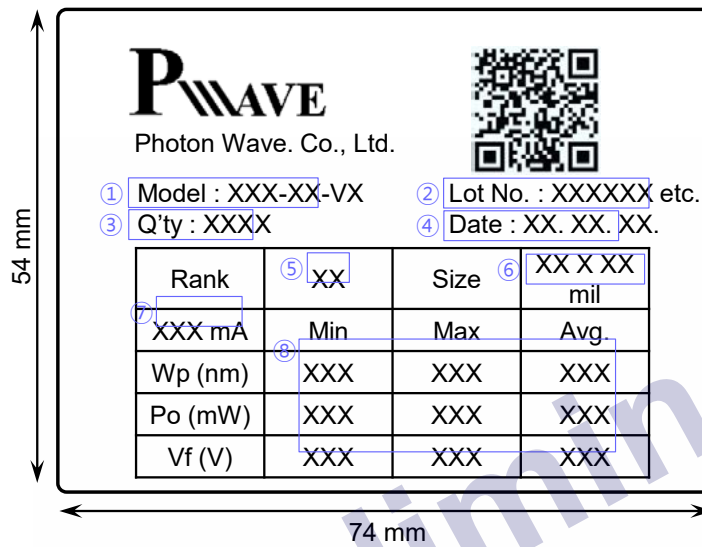 PWAVE
Photon Wave. Co., Ltd.
① Model : XXX-XX-VX ② Lot No. : XXXXXX etc.
③ Q'ty : XXXX ④ Date : XX. XX. XX.
Rank ⑤ XX Size ⑥ XX X XX mil
⑦ XXX mA Min Max Avg.
⑧
Wp (nm) XXX XXX XXX
Po (mW) XXX XXX XXX
Vf (V) XXX XXX XXX
54 mm
74 mm
limin